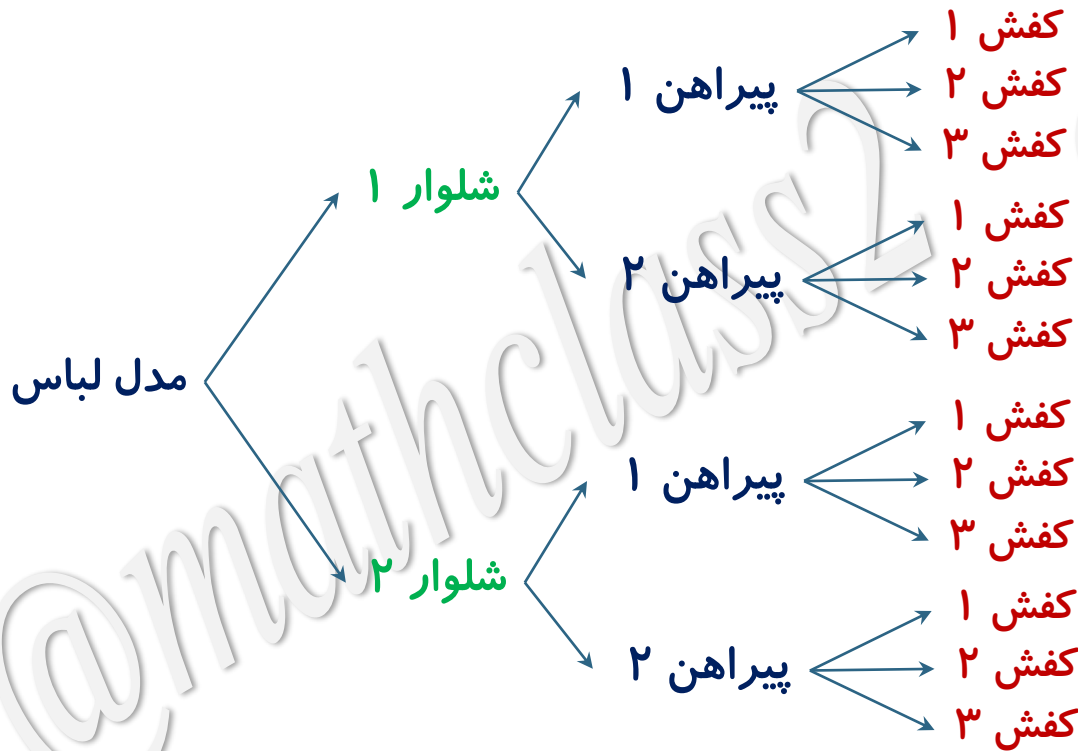 مدل لباس
شلوار ۱
پیراهن ۱
کفش ۱
کفش ۲
کفش ۳
پیراهن ۲
کفش ۱
کفش ۲
کفش ۳
شلوار ۲
پیراهن ۱
کفش ۱
کفش ۲
کفش ۳
پیراهن ۲
کفش ۱
کفش ۲
کفش ۳
@mathclass2